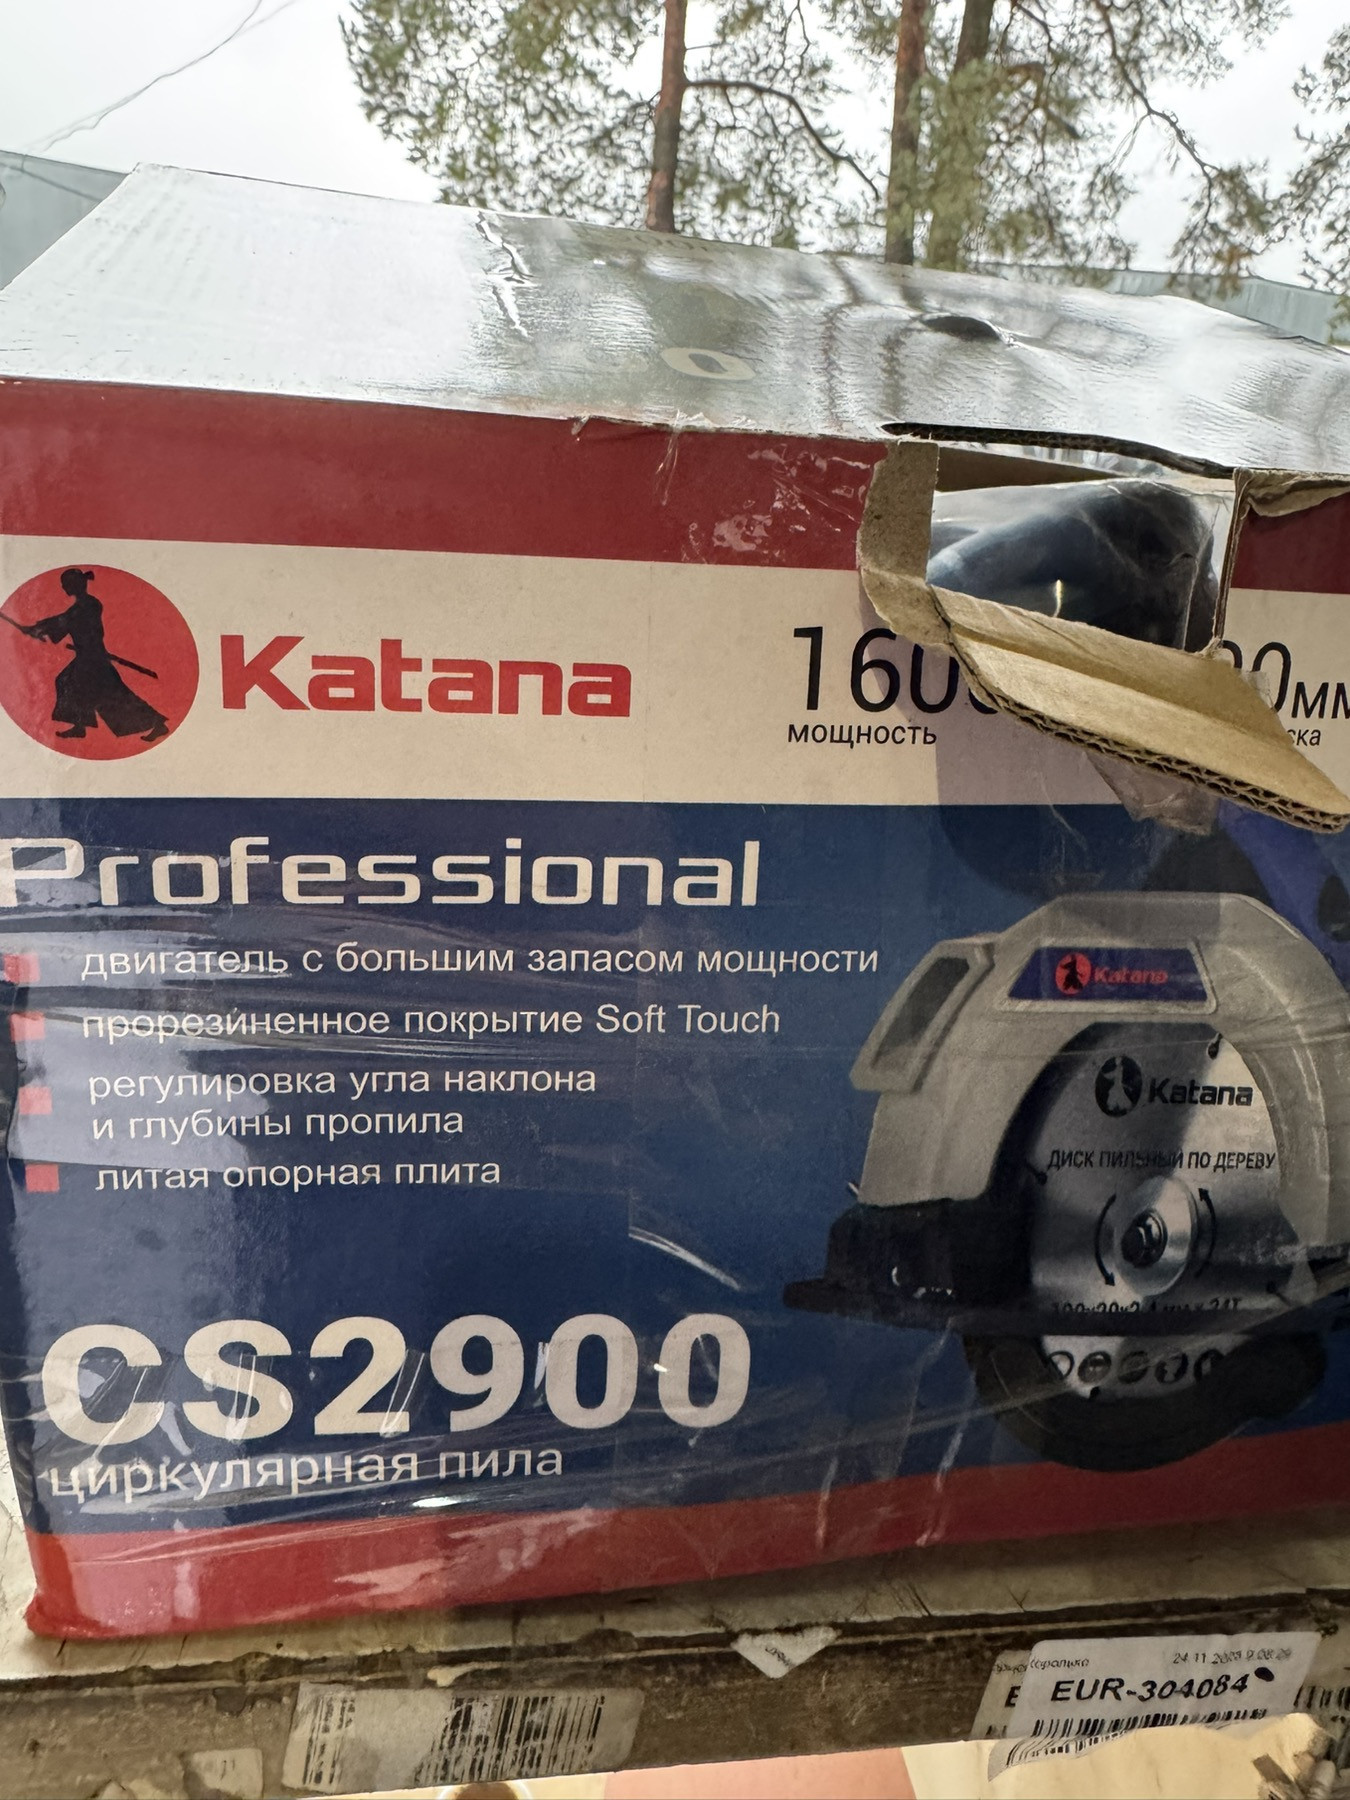 Katana
160
мощность
мм
Professional
двигатель с большим запасом мощности
прорезиненное покрытие Soft Touch
регулировка угла наклона
и глубины пропила
литая опорная плита
Katana
Katana
ДИСК ПИЛЬНЫЙ ПО ДЕРЕВУ
CS2900
циркулярная пила
EUR-304084